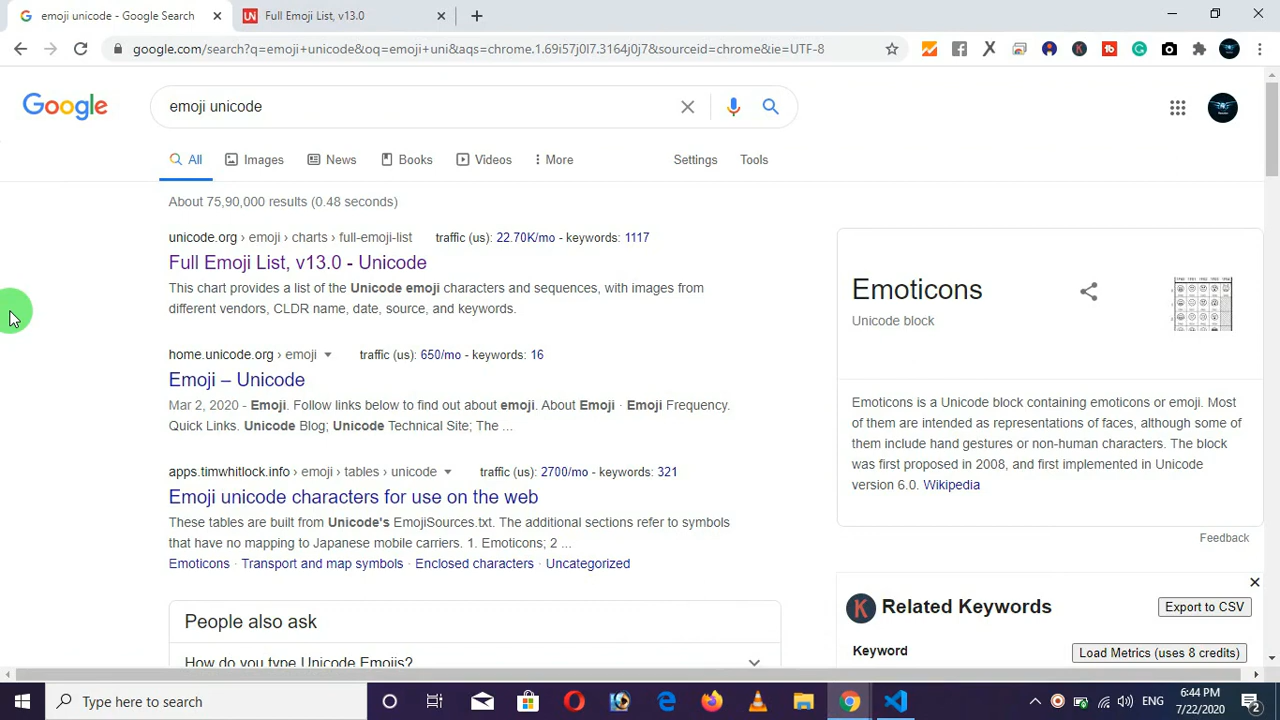 emoji unicode - Google Search
Full Emoji List, v13.0
google.com/search?q=emoji+unicode&oq=emoji+uni&aqs=chrome.1.69i57j0l7.3164j0j7&sourceid=chrome&ie=UTF-8
Google
emoji unicode
All Images News Books Videos More Settings Tools
About 75,90,000 results (0.48 seconds)
unicode.org › emoji › charts › full-emoji-list traffic (us): 22.70K/mo - keywords: 1117
Full Emoji List, v13.0 - Unicode
This chart provides a list of the Unicode emoji characters and sequences, with images from
different vendors, CLDR name, date, source, and keywords.
home.unicode.org › emoji traffic (us): 650/mo - keywords: 16
Emoji – Unicode
Mar 2, 2020 - Emoji. Follow links below to find out about emoji. About Emoji · Emoji Frequency.
Quick Links. Unicode Blog; Unicode Technical Site; The ...
apps.timwhitlock.info › emoji › tables › unicode traffic (us): 2700/mo - keywords: 321
Emoji unicode characters for use on the web
These tables are built from Unicode's EmojiSources.txt. The additional sections refer to symbols
that have no mapping to Japanese mobile carriers. 1. Emoticons; 2 ...
Emoticons · Transport and map symbols · Enclosed characters · Uncategorized
People also ask
How do you type Unicode Emojis?
Emoticons
Unicode block
Emoticons is a Unicode block containing emoticons or emoji. Most
of them are intended as representations of faces, although some of
them include hand gestures or non-human characters. The block
was first proposed in 2008, and first implemented in Unicode
version 6.0. Wikipedia
Feedback
K Related Keywords Export to CSV
Keyword Load Metrics (uses 8 credits)
Type here to search
ENG
6:44 PM
7/22/2020
2